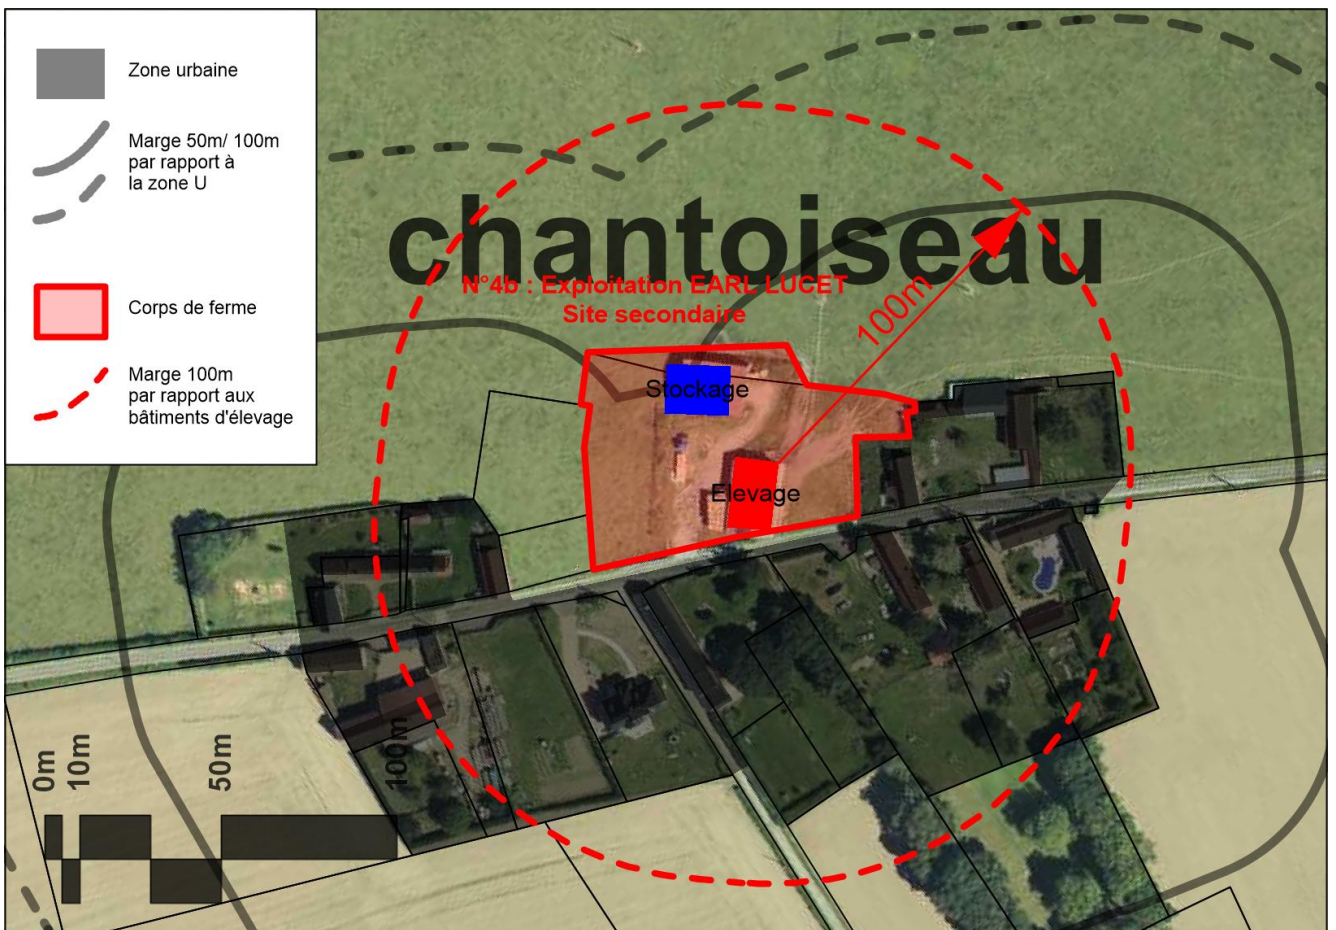 Zone urbaine
Marge 50m/ 100m
par rapport à
la zone U
Corps de ferme
Marge 100m
par rapport aux
bâtiments d'élevage
chantoiseau
N°4b : Exploitation EARL LUCET
Site secondaire
100m
Stockage
Elevage
0m
10m
50m
100m